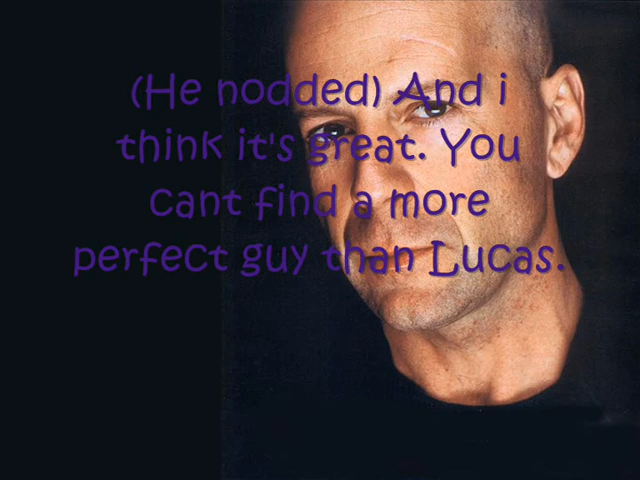 (He nodded) And i
think it's great. You
cant find a more
perfect guy than Lucas.